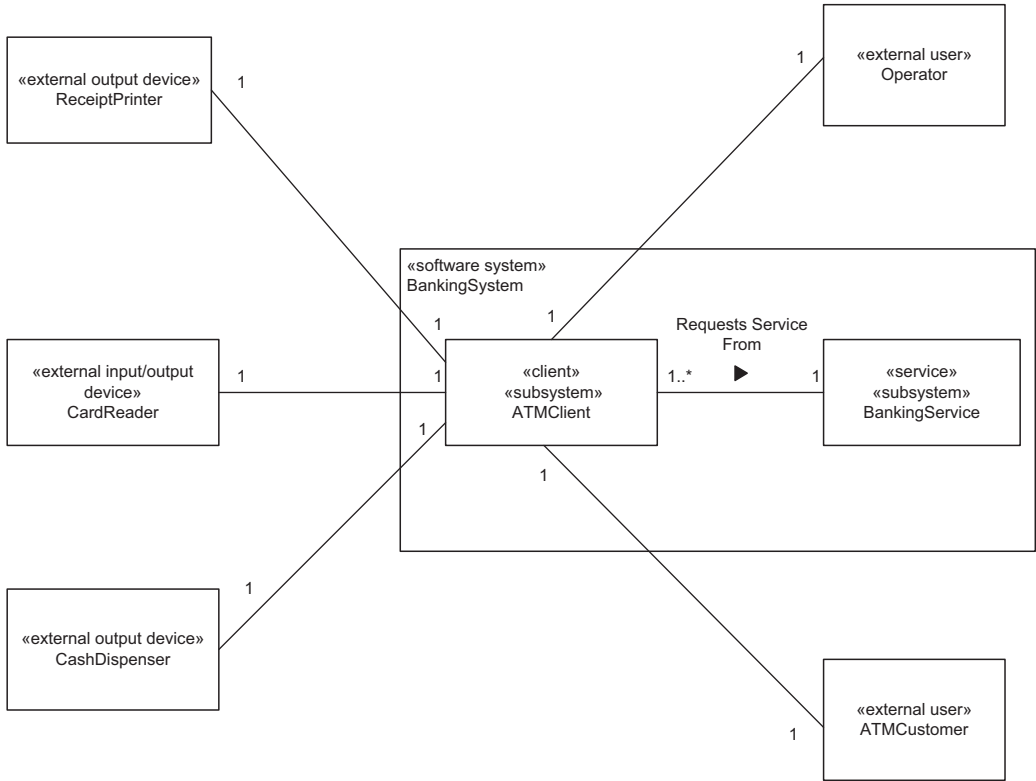 «external output device»
ReceiptPrinter
1
1
«external user»
Operator
«software system»
BankingSystem
1
1
Requests Service
From
«external input/output
device»
CardReader
1
1
«client»
«subsystem»
ATMClient
1..*
1
«service»
«subsystem»
BankingService
1
1
1
«external output device»
CashDispenser
1
«external user»
ATMCustomer